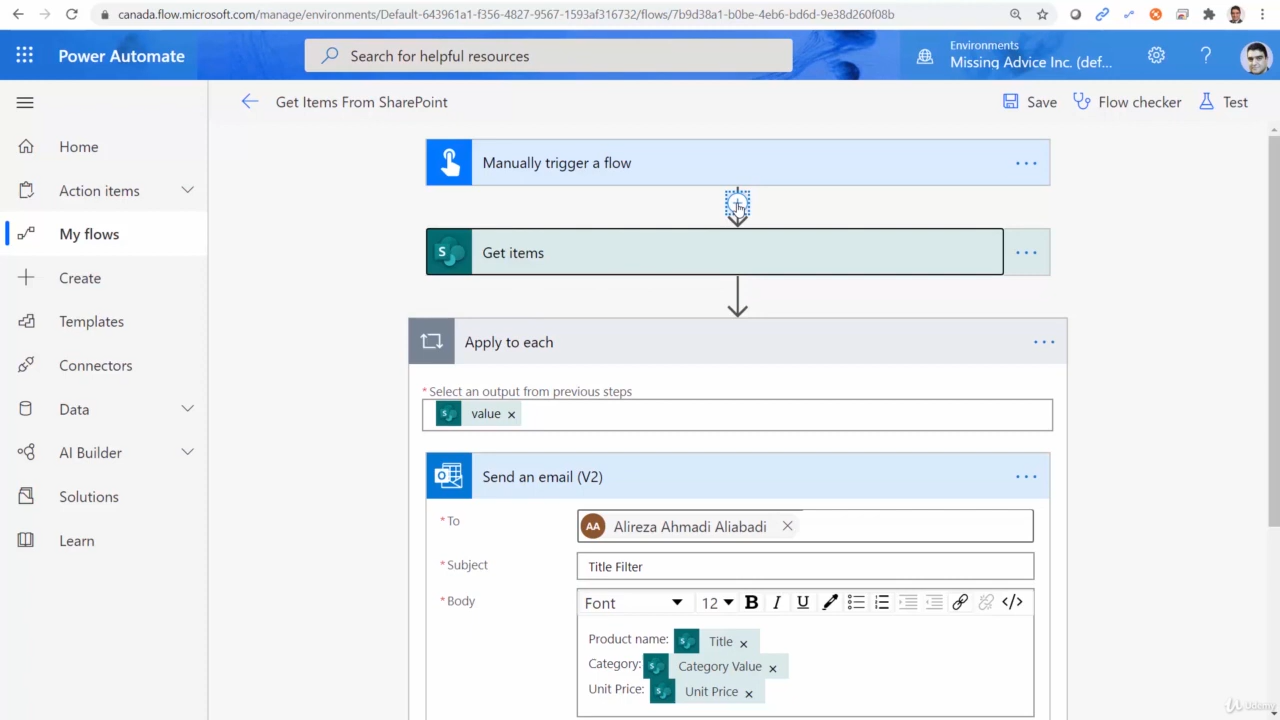 canada.flow.microsoft.com/manage/environments/Default-643961a1-f356-4827-9567-1593af316732/flows/7b9d38a1-b0be-4eb6-bd6d-9e38d260f08b
Power Automate
Search for helpful resources
Environments
Missing Advice Inc. (def...
?
Get Items From SharePoint
Save
Flow checker
Test
Home
Action items
My flows
Create
Templates
Connectors
Data
AI Builder
Solutions
Learn
Manually trigger a flow
S
Get items
Apply to each
* Select an output from previous steps
S value ×
Send an email (V2)
* To
AA Alireza Ahmadi Aliabadi
* Subject
Title Filter
* Body
Font 12 B I U </>
Product name: S Title ×
Category: S Category Value ×
Unit Price: S Unit Price ×
Udemy